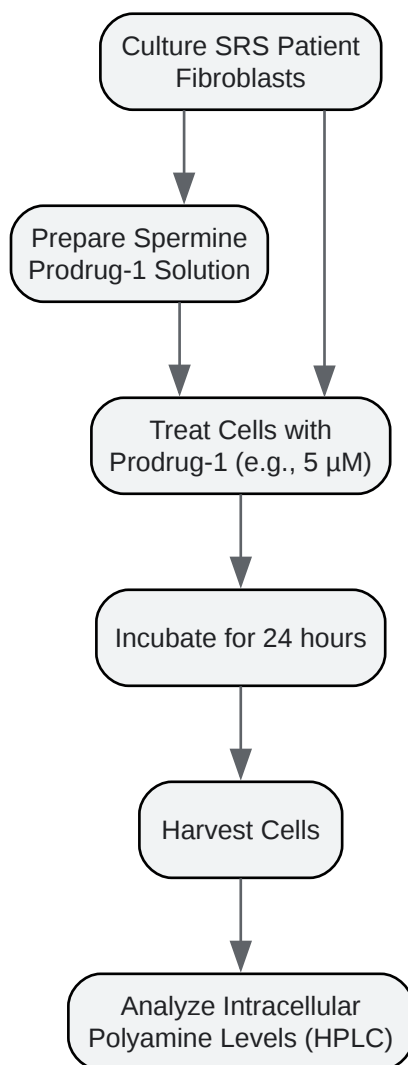 Culture SRS Patient
Fibroblasts
Prepare Spermine
Prodrug-1 Solution
Treat Cells with
Prodrug-1 (e.g., 5 µM)
Incubate for 24 hours
Harvest Cells
Analyze Intracellular
Polyamine Levels (HPLC)